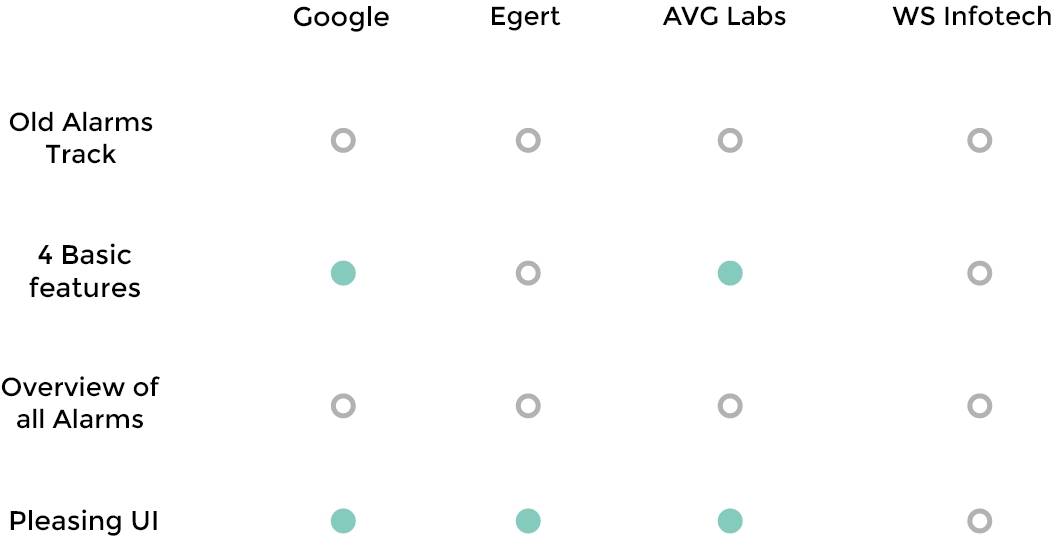 Google Egert AVG Labs WS Infotech
Old Alarms
Track
4 Basic
features
Overview of
all Alarms
Pleasing UI